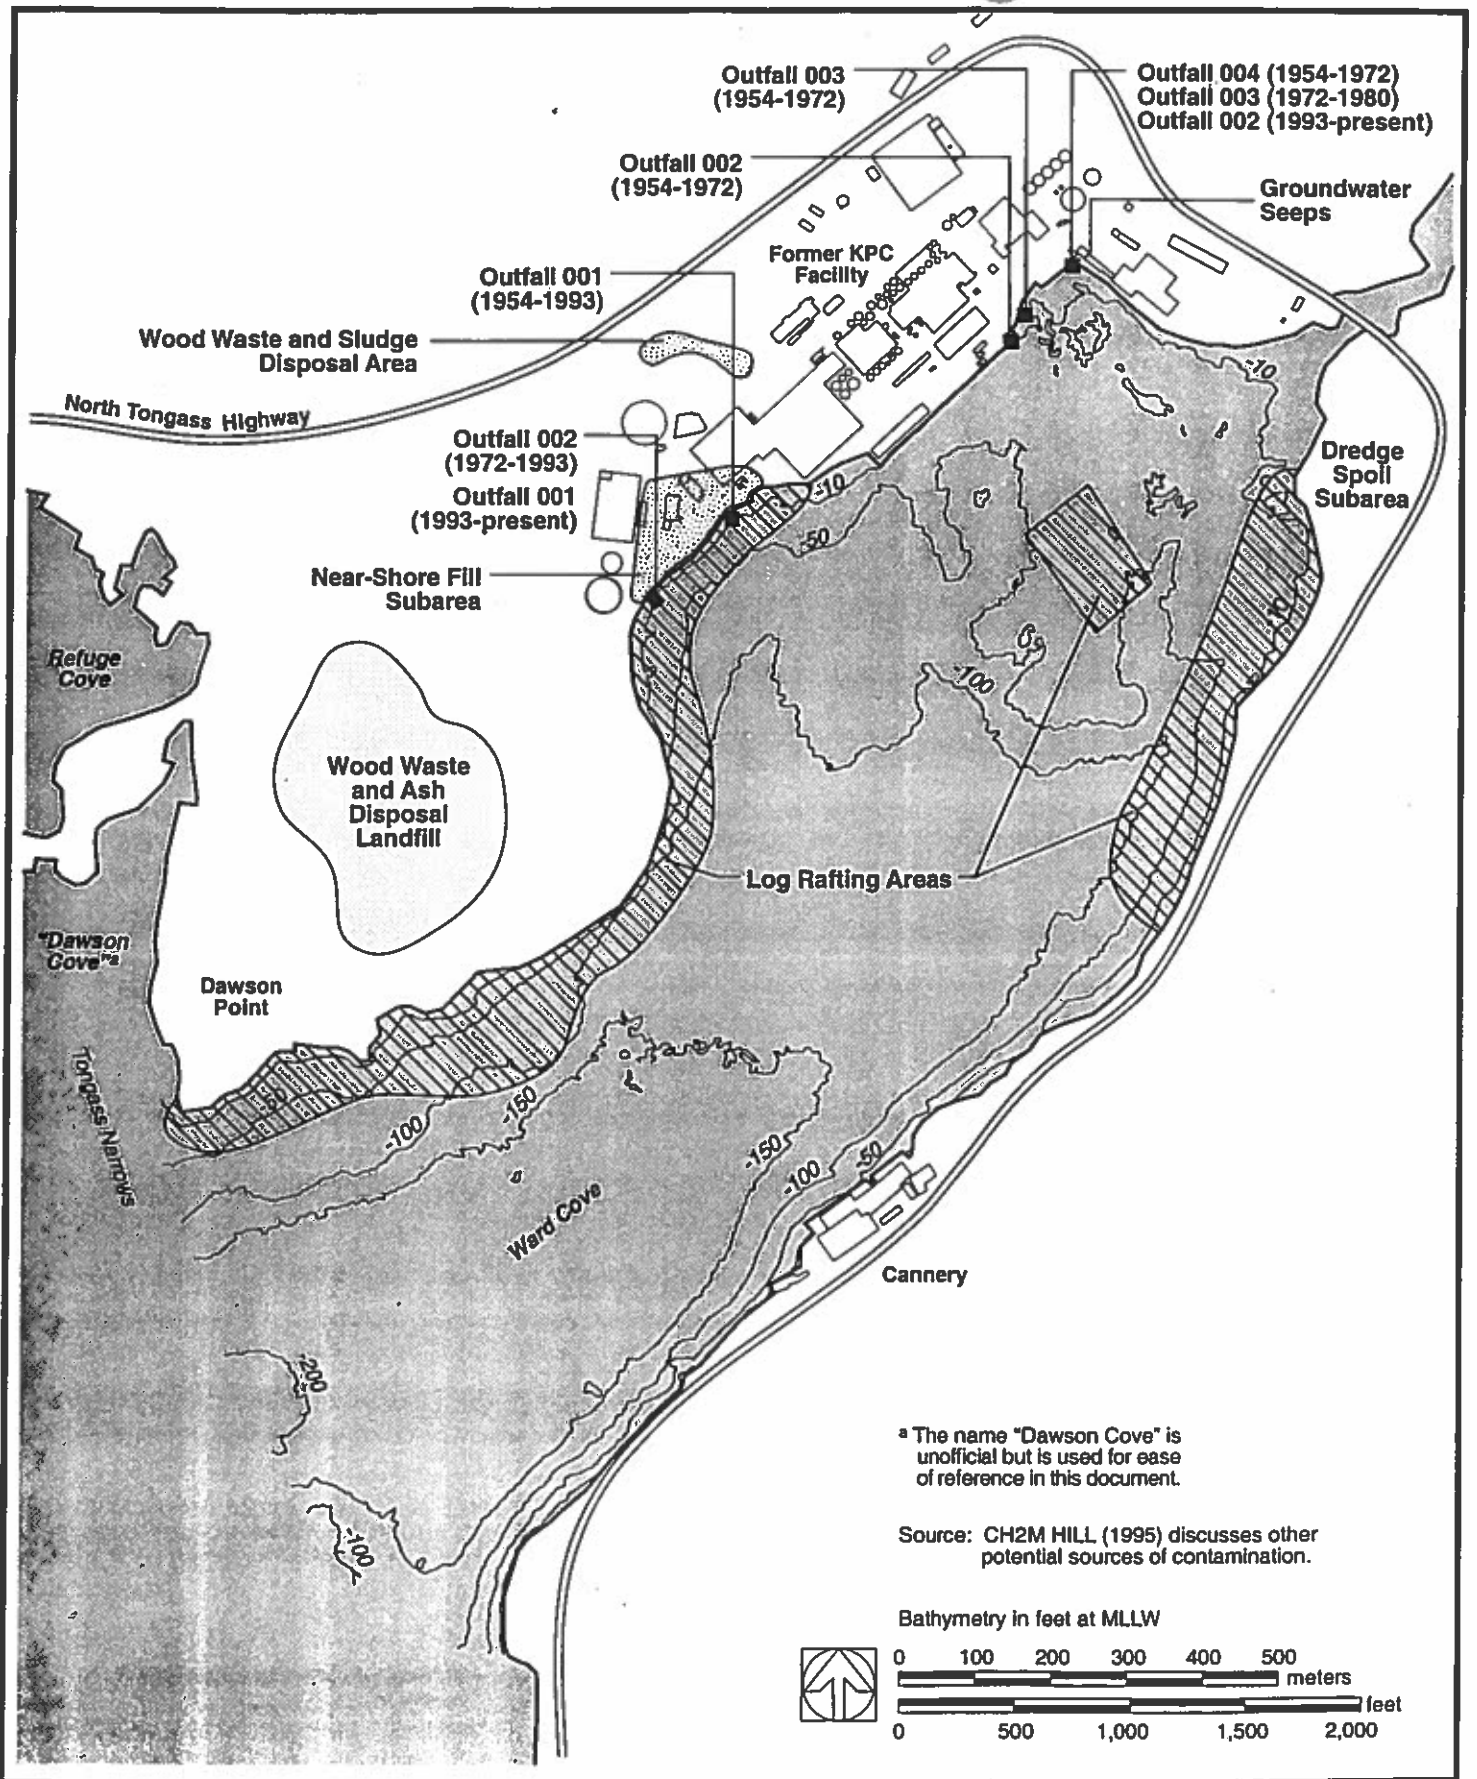 Outfall 003
(1954-1972)
Outfall 004 (1954-1972)
Outfall 003 (1972-1980)
Outfall 002 (1993-present)
Outfall 002
(1954-1972)
Groundwater
Seeps
Former KPC
Facility
Outfall 001
(1954-1993)
Wood Waste and Sludge
Disposal Area
North Tongass Highway
-10
Outfall 002
(1972-1993)
Outfall 001
(1993-present)
Dredge
Spoil
Subarea
-10
-50
Near-Shore Fill
Subarea
-10
Refuge
Cove
-100
Wood Waste
and Ash
Disposal
Landfill
Log Rafting Areas
"Dawson
Cove"a
Dawson
Point
Tongass Narrows
-50
-100
-150
-150
-100
-50
Ward Cove
Cannery
-200
-100
a The name "Dawson Cove" is
unofficial but is used for ease
of reference in this document.
Source: CH2M HILL (1995) discusses other
potential sources of contamination.
Bathymetry in feet at MLLW
0 100 200 300 400 500
meters
feet
0 500 1,000 1,500 2,000